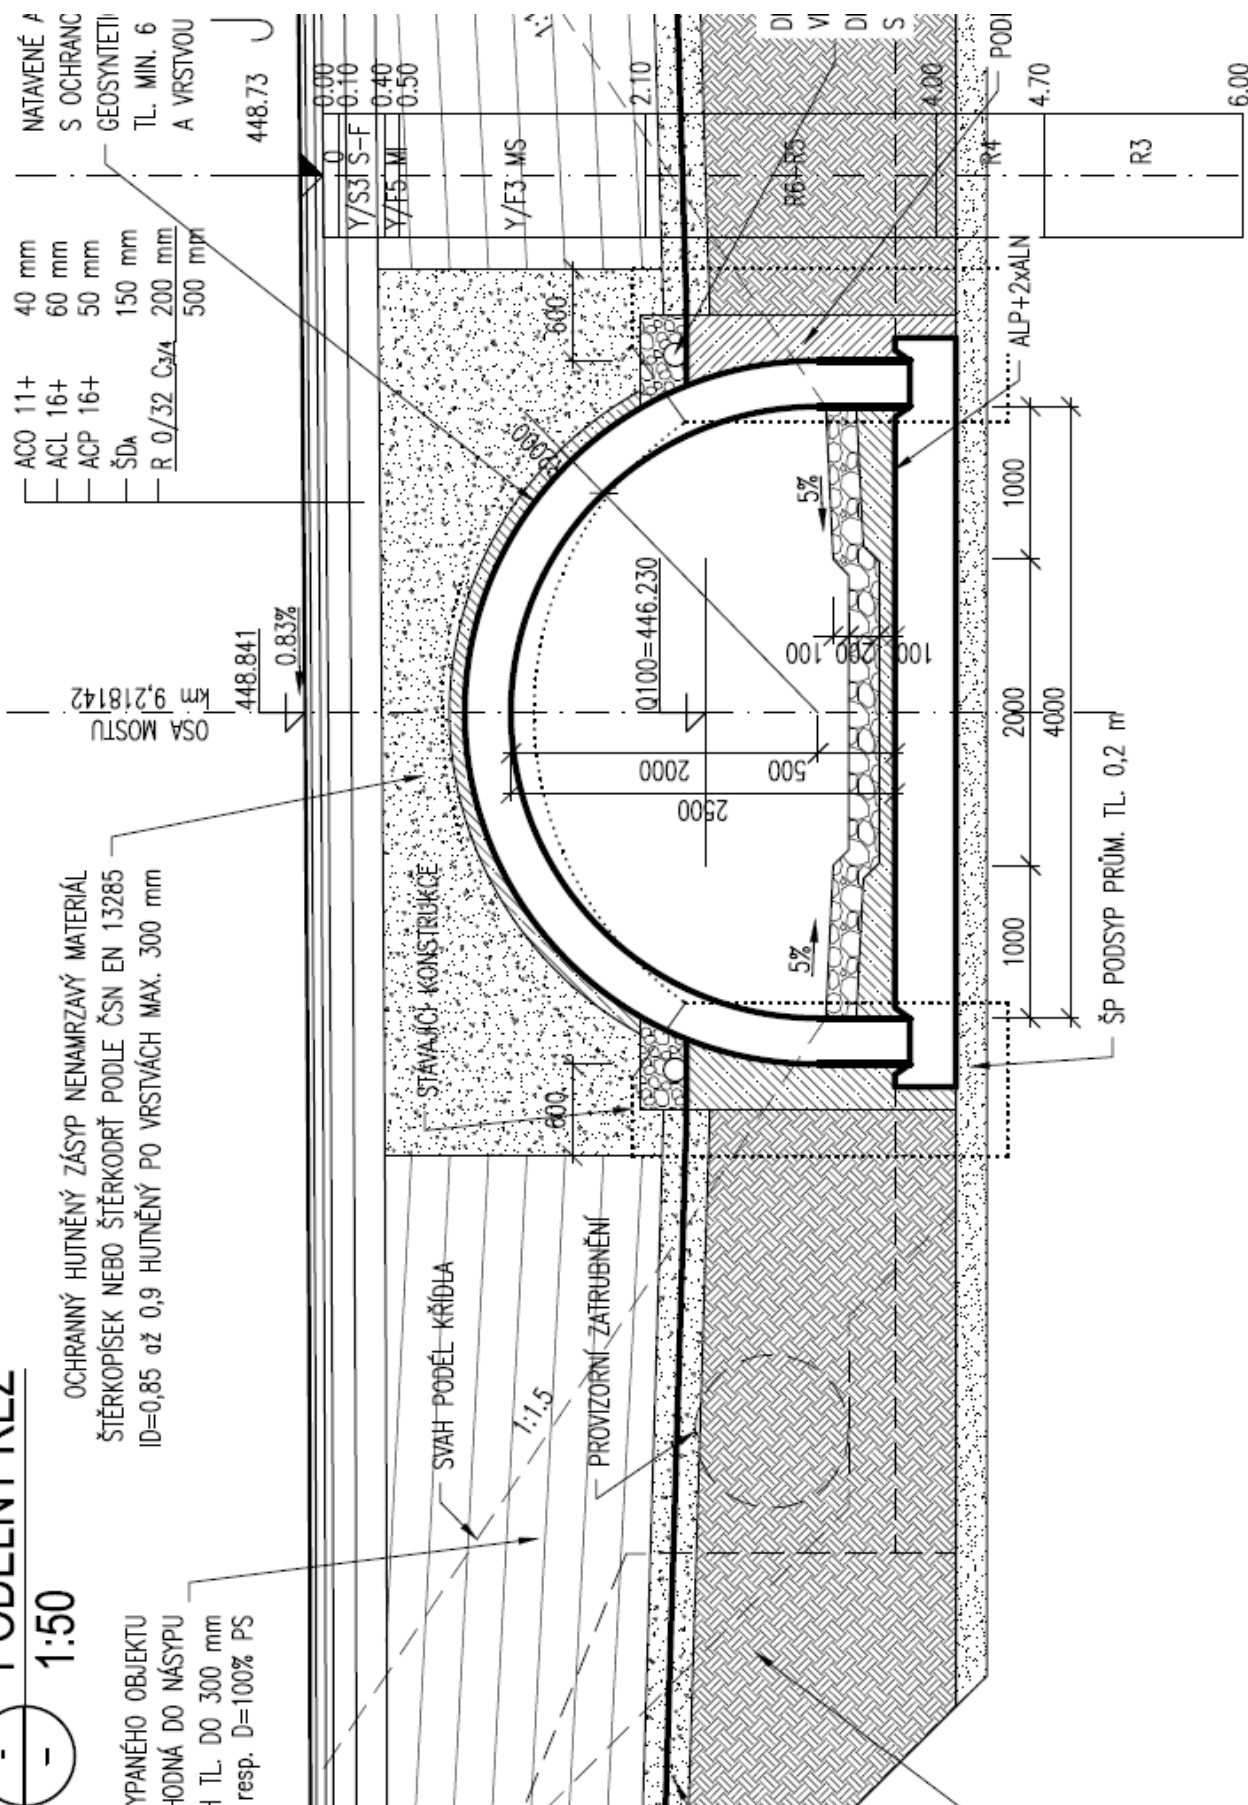 PODÉLNÝ ŘEZ
1:50
YPANÉHO OBJEKTU
HODNÁ DO NÁSYPU
H TL. DO 300 mm
resp. D=100% PS
OCHRANNÝ HUTNĚNÝ ZÁSYP NENAMRZAVÝ MATERIÁL
ŠTĚRKOPÍSEK NEBO ŠTĚRKODRŤ PODLE ČSN EN 13285
ID=0,85 až 0,9 HUTNĚNÝ PO VRSTVÁCH MAX. 300 mm
OSA MOSTU
km 9,218142
448.841
0.83%
ACO 11+ 40 mm
ACL 16+ 60 mm
ACP 16+ 50 mm
ŠDA 150 mm
R 0/32 C3/4 200 mm
500 mm
NATAVENÉ A
S OCHRANC
GEOSYNTETI
TL. MIN. 6
A VRSTVOU
448.73
0.00
0.10
0.40
0.50
2.10
4.00
4.70
6.00
O
Y/S3 S-F
Y/F5 MI
Y/F3 MS
R6-R5
R4
R3
SVAH PODÉL KŘÍDLA
1:1.5
PROVIZORNÍ ZATRUBNĚNÍ
STÁVAJÍCÍ KONSTRUKCE
600
600
R2000
Q100=446.230
2000
500
2500
5%
5%
100
200
100
1000
2000
1000
4000
ALP+2xALN
PODI
ŠP PODSYP PRŮM. TL. 0,2 m